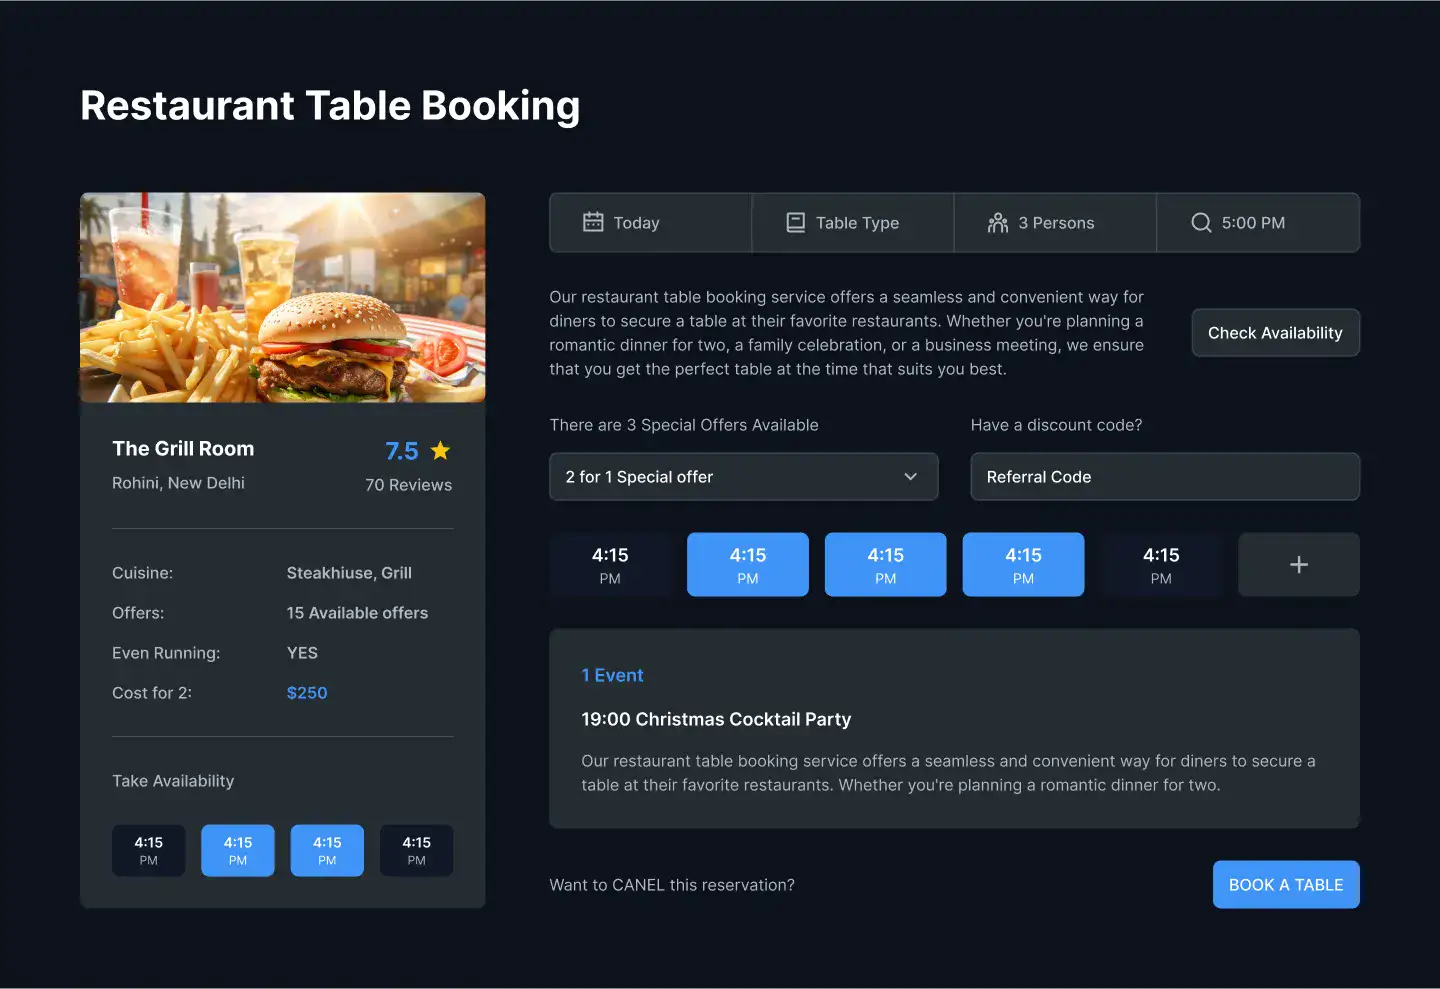 Restaurant Table Booking
The Grill Room
7.5
Rohini, New Delhi
70 Reviews
Cuisine: Steakhiuse, Grill
Offers: 15 Available offers
Even Running: YES
Cost for 2: $250
Take Availability
4:15 4:15 4:15 4:15
PM PM PM PM
Today Table Type 3 Persons 5:00 PM
Our restaurant table booking service offers a seamless and convenient way for
diners to secure a table at their favorite restaurants. Whether you're planning a
romantic dinner for two, a family celebration, or a business meeting, we ensure
that you get the perfect table at the time that suits you best.
Check Availability
There are 3 Special Offers Available
Have a discount code?
2 for 1 Special offer
Referral Code
4:15 4:15 4:15 4:15 4:15 +
PM PM PM PM PM
1 Event
19:00 Christmas Cocktail Party
Our restaurant table booking service offers a seamless and convenient way for diners to secure a
table at their favorite restaurants. Whether you're planning a romantic dinner for two.
Want to CANEL this reservation?
BOOK A TABLE